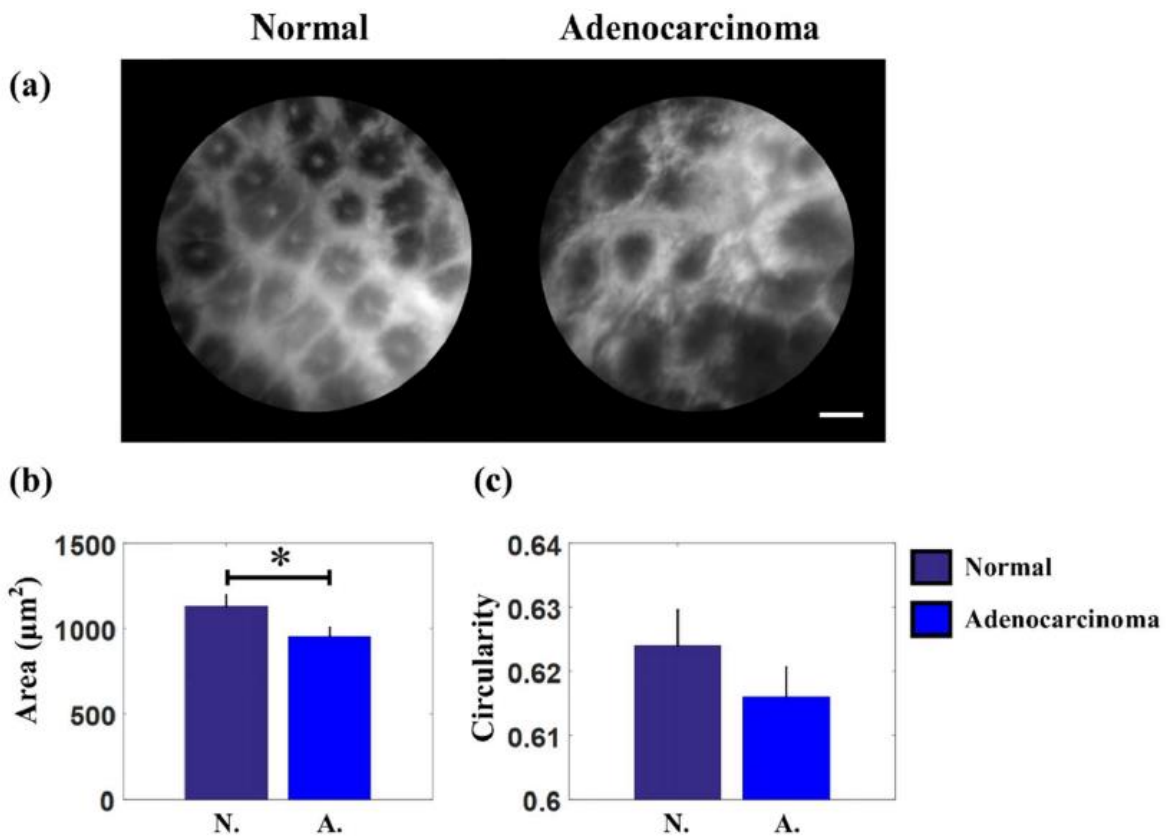 Normal Adenocarcinoma
(a)
(b)
(c)
1500
1000
500
0
Area (μm²)
*
N. A.
0.64
0.63
0.62
0.61
0.6
Circularity
N. A.
Normal
Adenocarcinoma